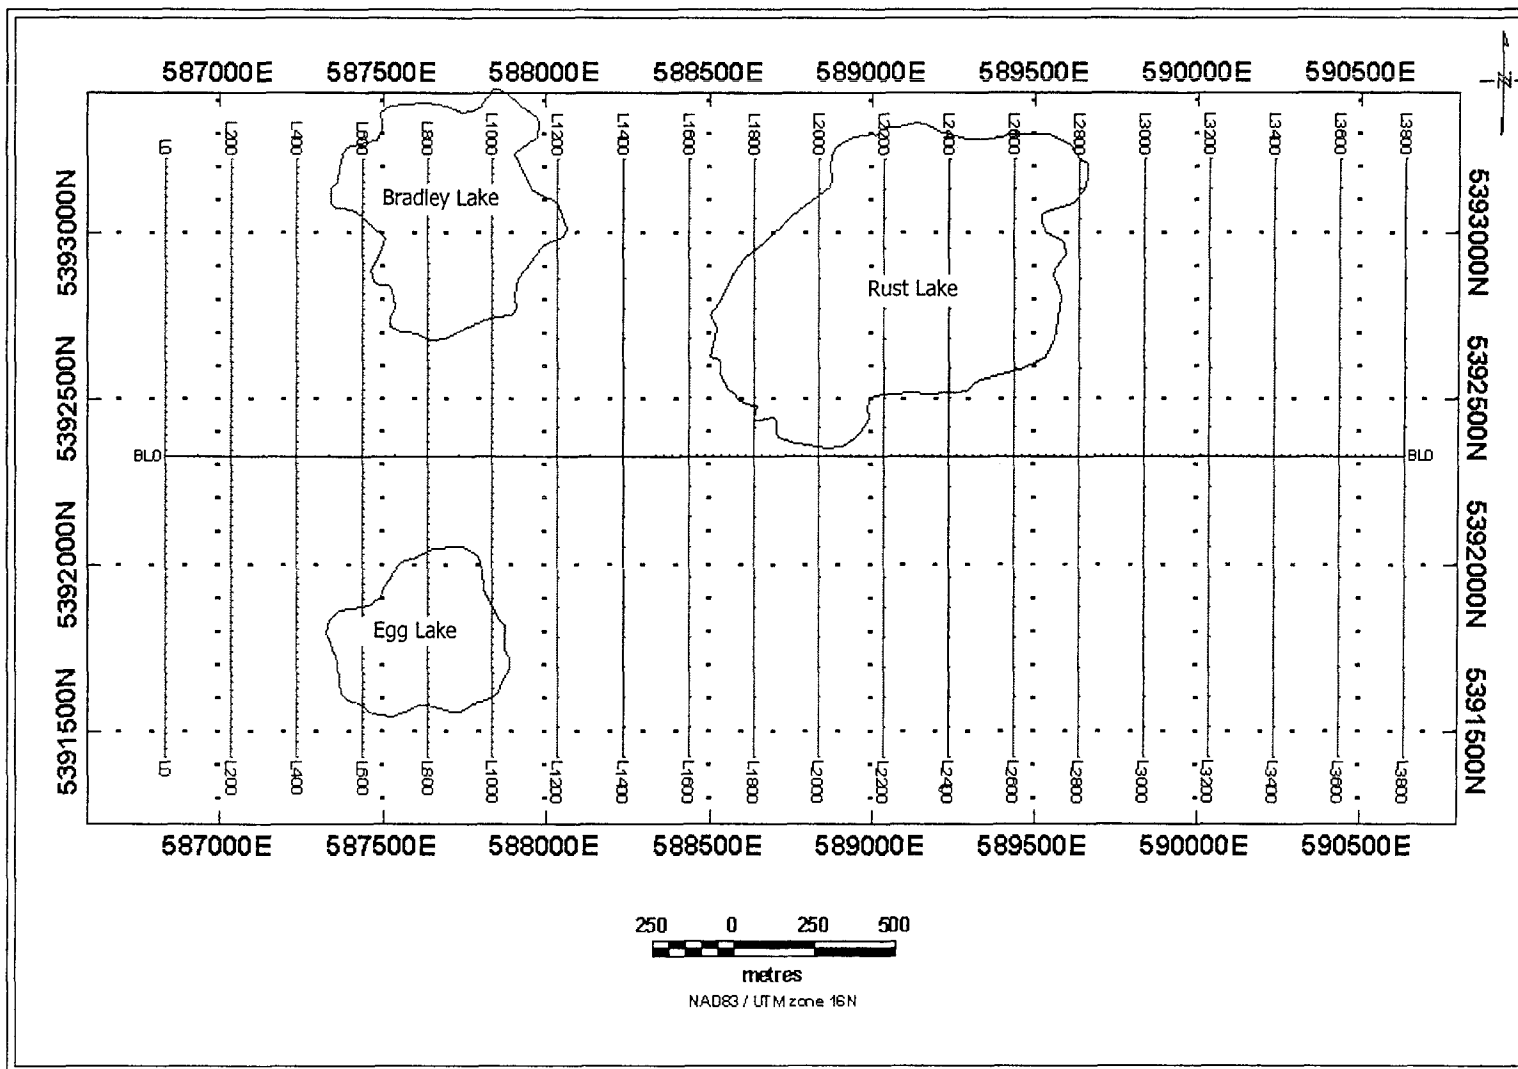 587000E 587500E 588000E 588500E 589000E 589500E 590000E 590500E
L0 L200 L400 L600 L800 L1000 L1200 L1400 L1600 L1800 L2000 L2200 L2400 L2600 L2800 L3000 L3200 L3400 L3600 L3800
Bradley Lake
5393000N 5393000N
Rust Lake
5392500N 5392500N
BL0 BL0
5392000N 5392000N
Egg Lake
5391500N 5391500N
L0 L200 L400 L600 L800 L1000 L1200 L1400 L1600 L1800 L2000 L2200 L2400 L2600 L2800 L3000 L3200 L3400 L3600 L3800
587000E 587500E 588000E 588500E 589000E 589500E 590000E 590500E
250 0 250 500
metres
NAD83 / UTM zone 16N